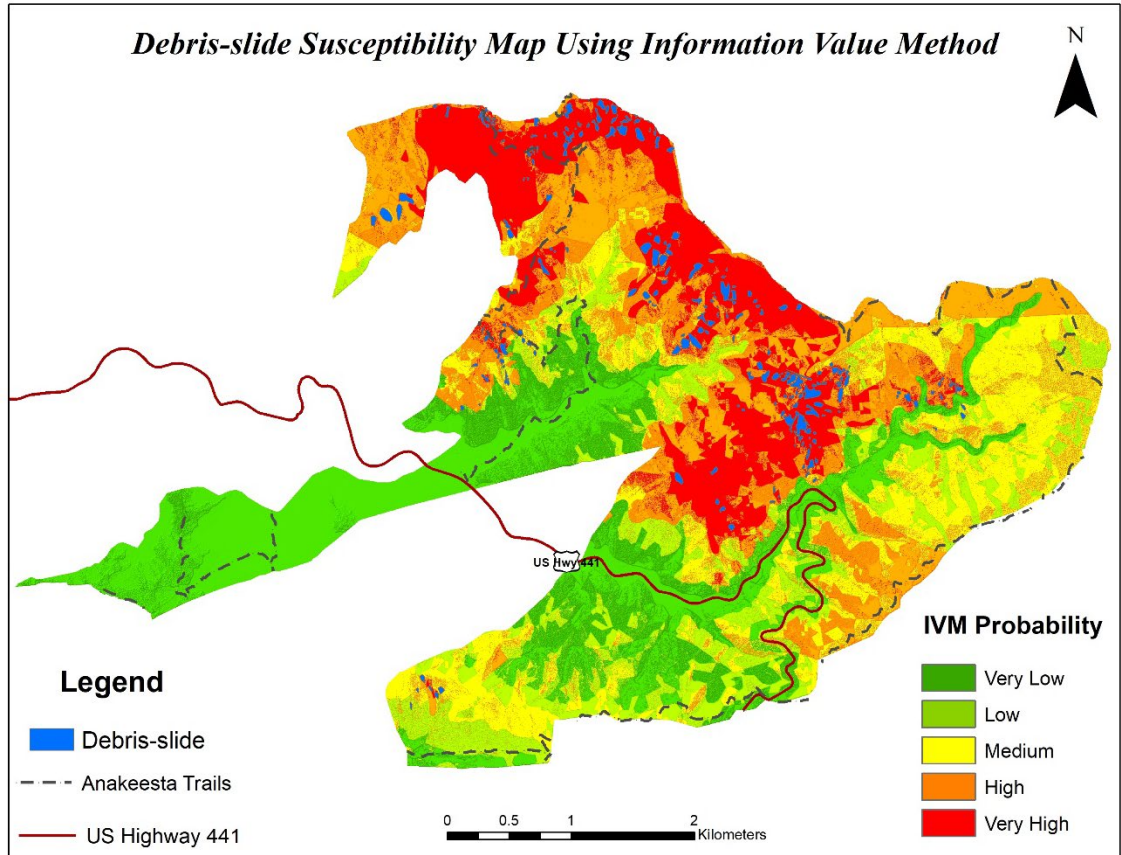 Debris-slide Susceptibility Map Using Information Value Method
N
US Hwy 441
Legend
Debris-slide
Anakeesta Trails
US Highway 441
IVM Probability
Very Low
Low
Medium
High
Very High
0 0.5 1 2
Kilometers